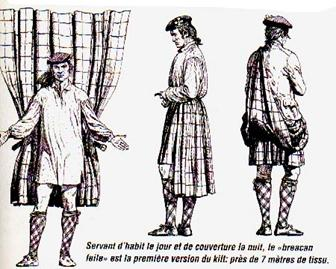 Servant d'habit le jour et de couverture la nuit, le «breacan
feile» est la première version du kilt: près de 7 mètres de tissu.